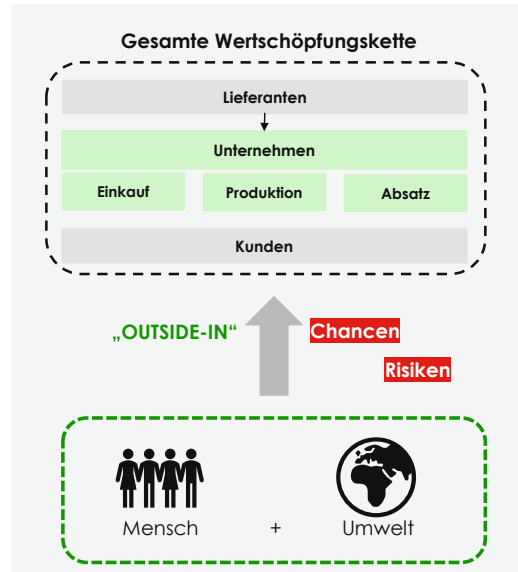 Gesamte Wertschöpfungskette
Lieferanten
Unternehmen
Einkauf Produktion Absatz
Kunden
„OUTSIDE-IN“ Chancen
Risiken
Mensch + Umwelt